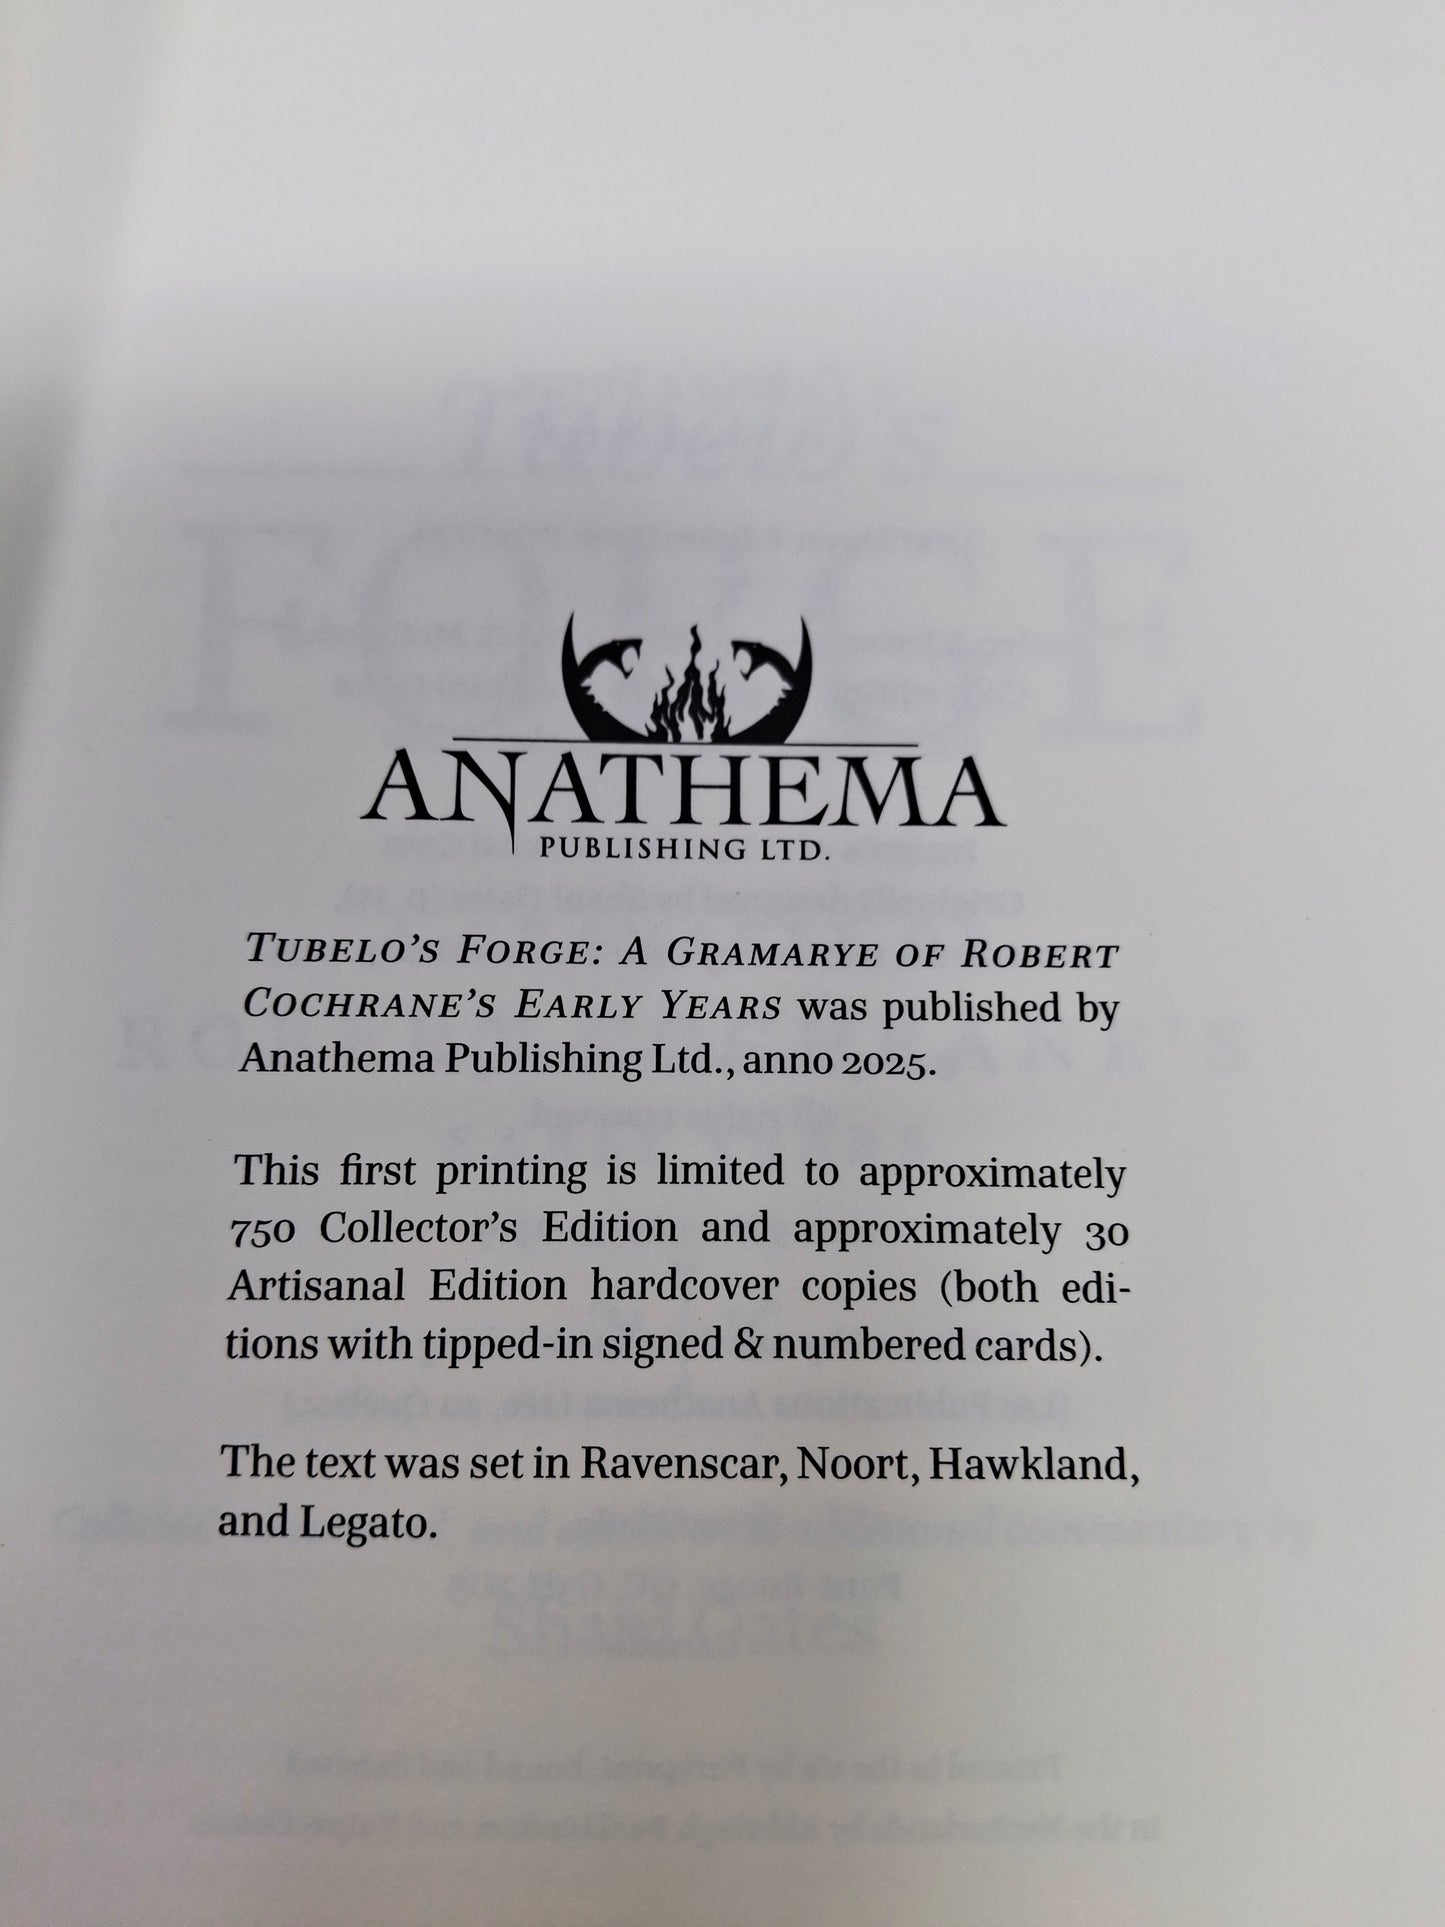 ANATHEMA
PUBLISHING LTD.
TUBELO'S FORGE: A GRAMARYE OF ROBERT
COCHRANE'S EARLY YEARS was published by
Anathema Publishing Ltd., anno 2025.
This first printing is limited to approximately
750 Collector's Edition and approximately 30
Artisanal Edition hardcover copies (both edi-
tions with tipped-in signed & numbered cards).
The text was set in Ravenscar, Noort, Hawkland,
and Legato.